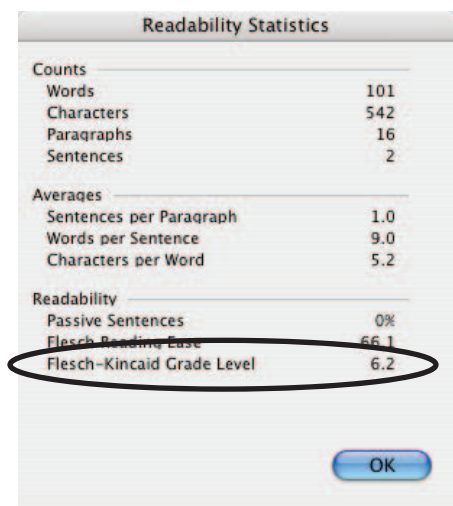 Readability Statistics
Counts
Words 101
Characters 542
Paragraphs 16
Sentences 2
Averages
Sentences per Paragraph 1.0
Words per Sentence 9.0
Characters per Word 5.2
Readability
Passive Sentences 0%
Flesch Reading Ease 66.1
Flesch-Kincaid Grade Level 6.2
OK